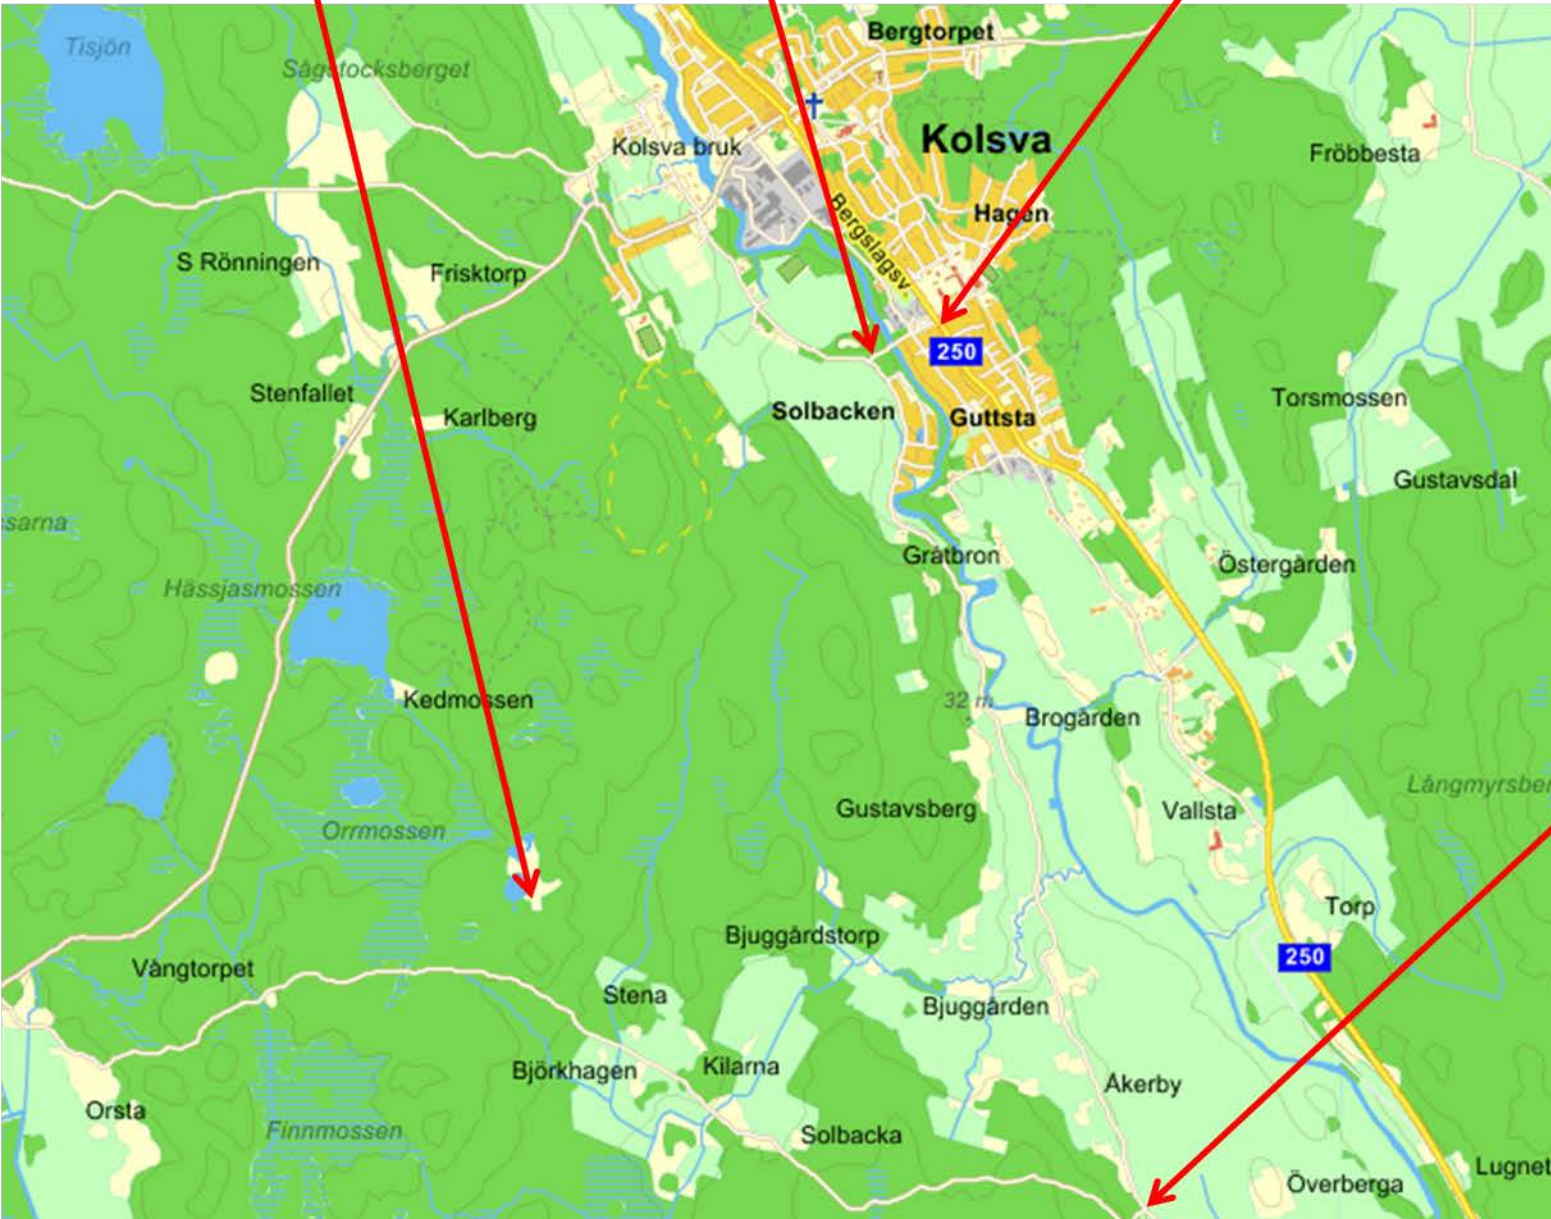 Bergtorpet
Tisjön
Sågstocksberget
Kolsva
Kolsva bruk
Fröbbesta
Hagen
Bergslagsv
S Rönningen
Frisktorp
250
Stenfallet
Karlberg
Solbacken
Guttsta
Torsmossen
Gustavsdal
sarna
Gråtbron
Östergården
Hässjasmossen
Kedmossen
32 m
Brogården
Långmyrsber
Gustavsberg
Vallsta
Orrmossen
Torp
Bjuggårdstorp
250
Vångtorpet
Stena
Bjuggården
Björkhagen
Kilarna
Åkerby
Orsta
Finnmossen
Solbacka
Överberga
Lugnet